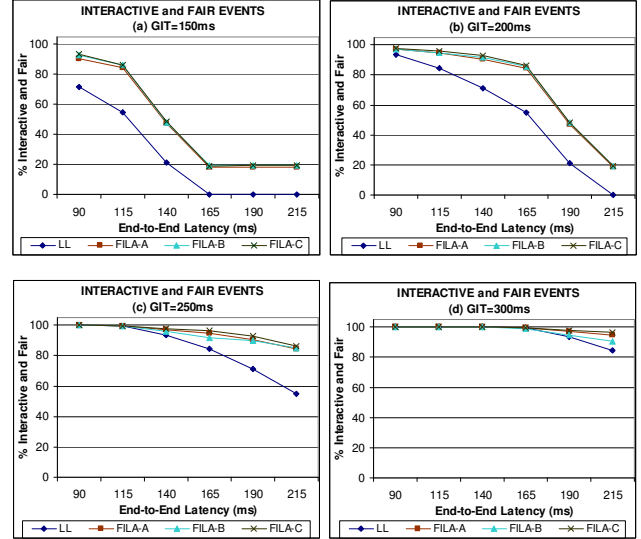 INTERACTIVE and FAIR EVENTS
(a) GIT=150ms
% Interactive and Fair
100
80
60
40
20
0
90 115 140 165 190 215
End-to-End Latency (ms)
LL FILA-A FILA-B FILA-C
INTERACTIVE and FAIR EVENTS
(b) GIT=200ms
% Interactive and Fair
100
80
60
40
20
0
90 115 140 165 190 215
End-to-End Latency (ms)
LL FILA-A FILA-B FILA-C
INTERACTIVE and FAIR EVENTS
(c) GIT=250ms
% Interactive and Fair
100
80
60
40
20
0
90 115 140 165 190 215
End-to-End Latency (ms)
LL FILA-A FILA-B FILA-C
INTERACTIVE and FAIR EVENTS
(d) GIT=300ms
% Interactive and Fair
100
80
60
40
20
0
90 115 140 165 190 215
End-to-End Latency (ms)
LL FILA-A FILA-B FILA-C